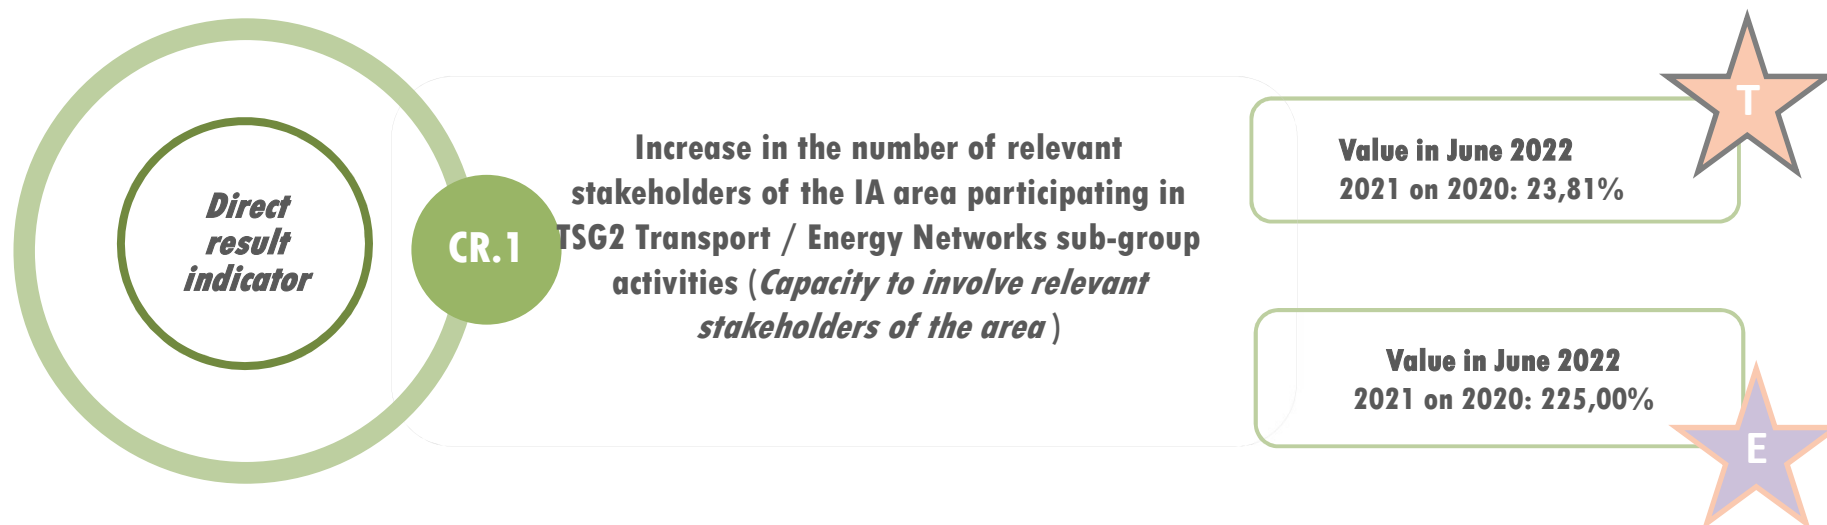 Direct
result
indicator
CR.1
Increase in the number of relevant
stakeholders of the IA area participating in
TSG2 Transport / Energy Networks sub-group
activities (Capacity to involve relevant
stakeholders of the area )
Value in June 2022
2021 on 2020: 23,81%
T
Value in June 2022
2021 on 2020: 225,00%
E